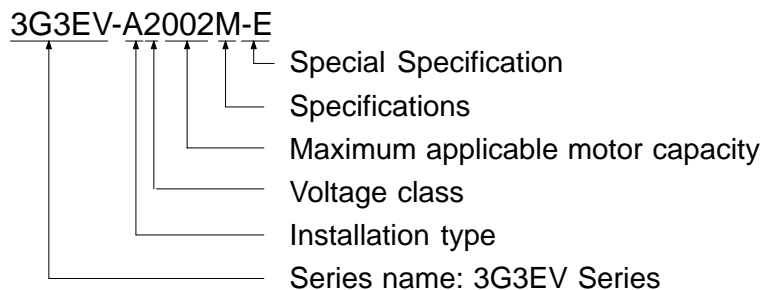 3G3EV-A2002M-E
Special Specification
Specifications
Maximum applicable motor capacity
Voltage class
Installation type
Series name: 3G3EV Series